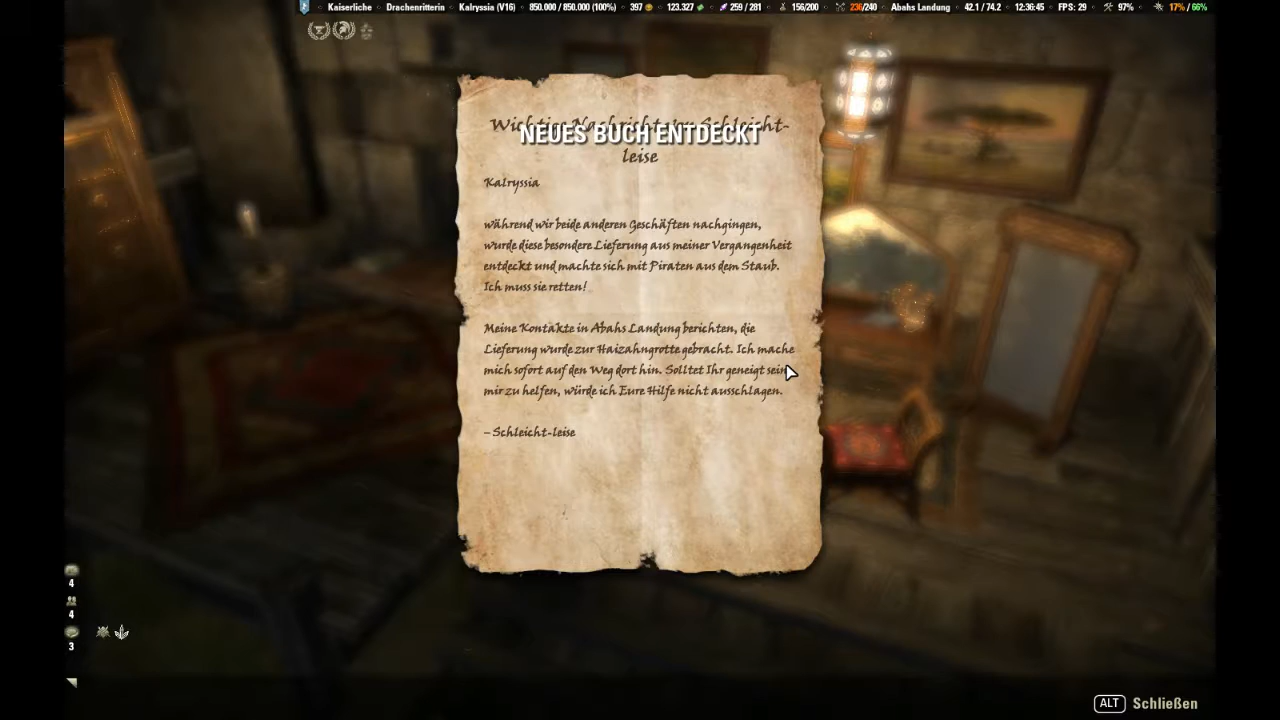 Kaiserliche Drachenritterin Kalryssia (V16) 850.000 / 850.000 (100%) 397 123.327 259 / 281 156/200 236/240 Abahs Landung 42.1 / 74.2 12:36:45 FPS: 29 97% 17% / 66%
Wichtige Nachricht von Schleicht-
NEUES BUCH ENTDECKT
leise
Kalryssia
während wir beide anderen Geschäften nachgingen,
wurde diese besondere Lieferung aus meiner Vergangenheit
entdeckt und machte sich mit Piraten aus dem Staub.
Ich muss sie retten!
Meine Kontakte in Abahs Landung berichten, die
Lieferung wurde zur Haizahngrotte gebracht. Ich mache
mich sofort auf den Weg dort hin. Solltet Ihr geneigt sein
mir zu helfen, würde ich Eure Hilfe nicht ausschlagen.
– Schleicht-leise
4
4
3
ALT Schließen